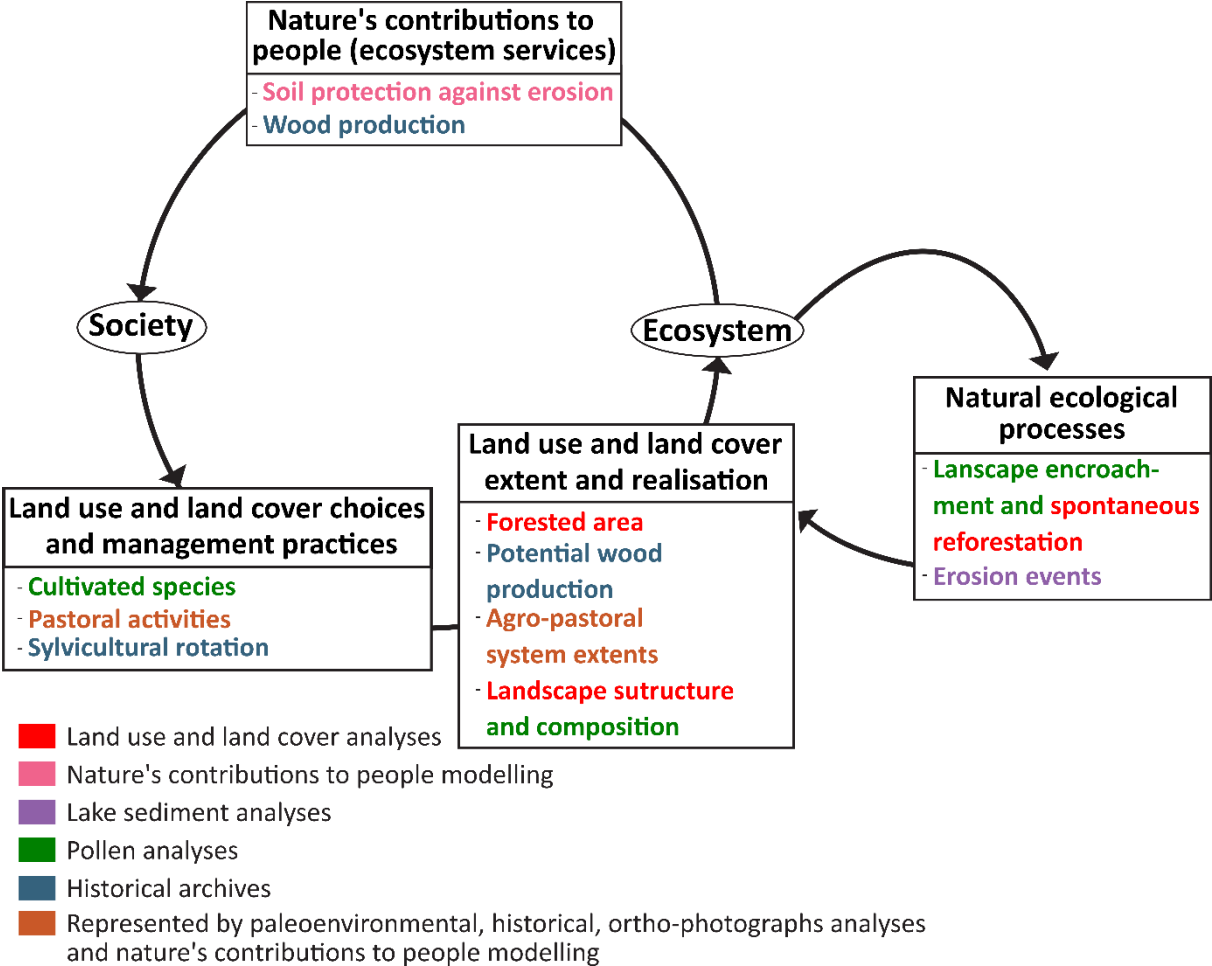 Nature's contributions to
people (ecosystem services)
- Soil protection against erosion
- Wood production
Society
Ecosystem
Natural ecological
processes
- Lanscape encroach-
ment and spontaneous
reforestation
- Erosion events
Land use and land cover
extent and realisation
- Forested area
- Potential wood
production
- Agro-pastoral
system extents
- Landscape sutructure
and composition
Land use and land cover choices
and management practices
- Cultivated species
- Pastoral activities
- Sylvicultural rotation
Land use and land cover analyses
Nature's contributions to people modelling
Lake sediment analyses
Pollen analyses
Historical archives
Represented by paleoenvironmental, historical, ortho-photographs analyses
and nature's contributions to people modelling